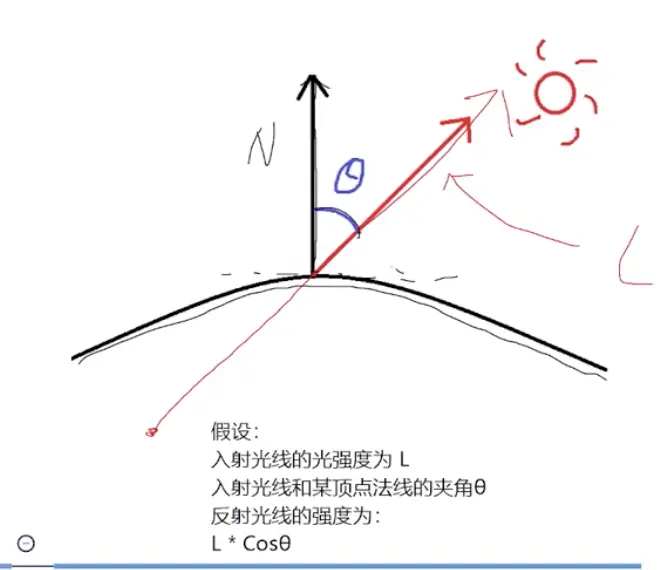 N
θ
L
假设：
入射光线的光强度为 L
入射光线和某顶点法线的夹角θ
反射光线的强度为：
L * Cosθ